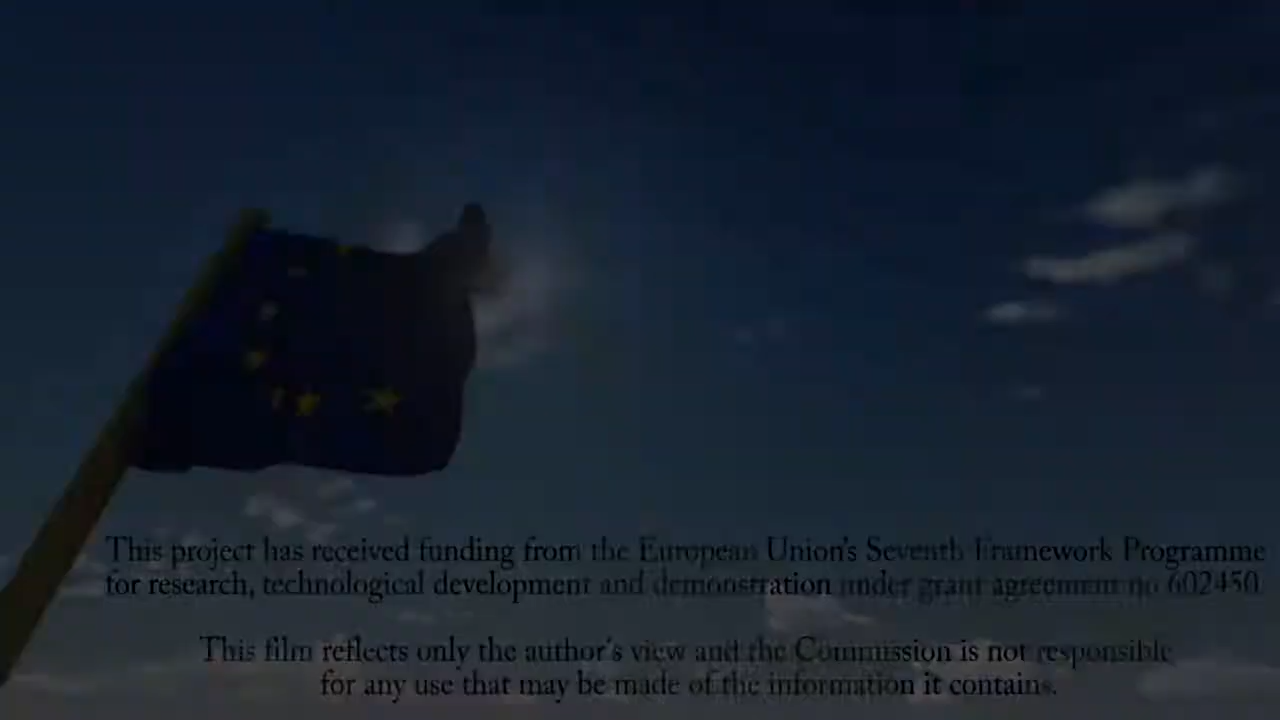 This project has received funding from the European Union's Seventh Framework Programme
for research, technological development and demonstration under grant agreement no 602450.
This film reflects only the author's view and the Commission is not responsible
for any use that may be made of the information it contains.